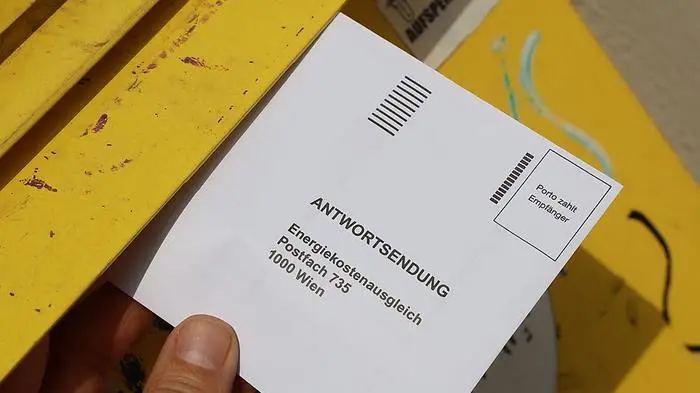 Porto zahlt
Empfänger
ANTWORTSENDUNG
Energiekostenausgleich
Postfach 735
1000 Wien